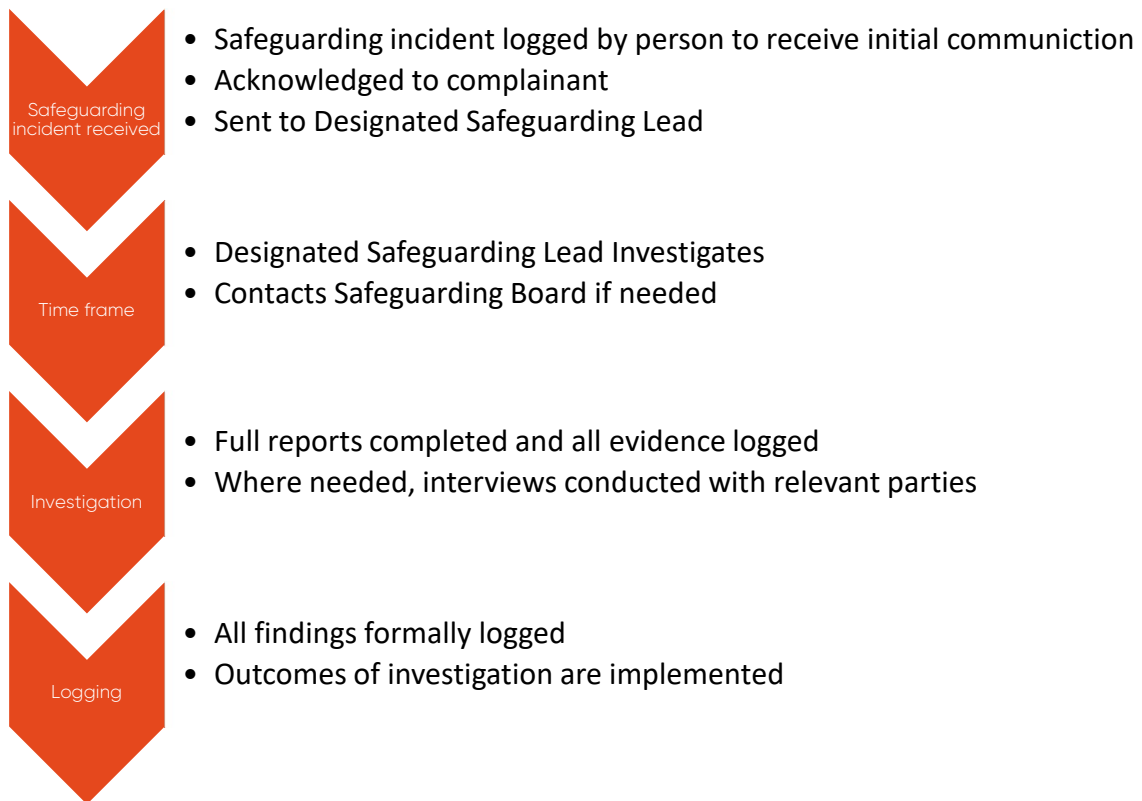 Safeguarding
incident received
• Safeguarding incident logged by person to receive initial communiction
• Acknowledged to complainant
• Sent to Designated Safeguarding Lead
Time frame
• Designated Safeguarding Lead Investigates
• Contacts Safeguarding Board if needed
Investigation
• Full reports completed and all evidence logged
• Where needed, interviews conducted with relevant parties
Logging
• All findings formally logged
• Outcomes of investigation are implemented